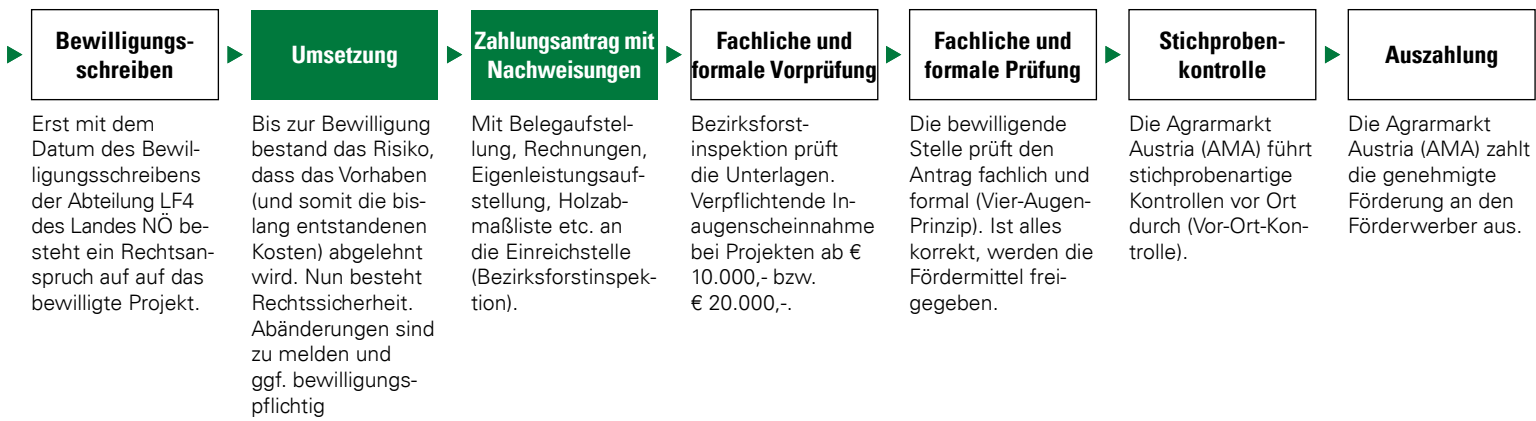 Bewilligungs-
schreiben
Erst mit dem
Datum des Bewil-
ligungsschreibens
der Abteilung LF4
des Landes NÖ be-
steht ein Rechtsan-
spruch auf auf das
bewilligte Projekt.
Umsetzung
Bis zur Bewilligung
bestand das Risiko,
dass das Vorhaben
(und somit die bis-
lang entstandenen
Kosten) abgelehnt
wird. Nun besteht
Rechtssicherheit.
Abänderungen sind
zu melden und
ggf. bewilligungs-
pflichtig
Zahlungsantrag mit
Nachweisungen
Mit Belegaufstel-
lung, Rechnungen,
Eigenleistungsauf-
stellung, Holzab-
maßliste etc. an
die Einreichstelle
(Bezirksforstinspek-
tion).
Fachliche und
formale Vorprüfung
Bezirksforst-
inspektion prüft
die Unterlagen.
Verpflichtende In-
augenscheinnahme
bei Projekten ab €
10.000,- bzw.
€ 20.000,-.
Fachliche und
formale Prüfung
Die bewilligende
Stelle prüft den
Antrag fachlich und
formal (Vier-Augen-
Prinzip). Ist alles
korrekt, werden die
Fördermittel frei-
gegeben.
Stichproben-
kontrolle
Die Agrarmarkt
Austria (AMA) führt
stichprobenartige
Kontrollen vor Ort
durch (Vor-Ort-Kon-
trolle).
Auszahlung
Die Agrarmarkt
Austria (AMA) zahlt
die genehmigte
Förderung an den
Förderwerber aus.